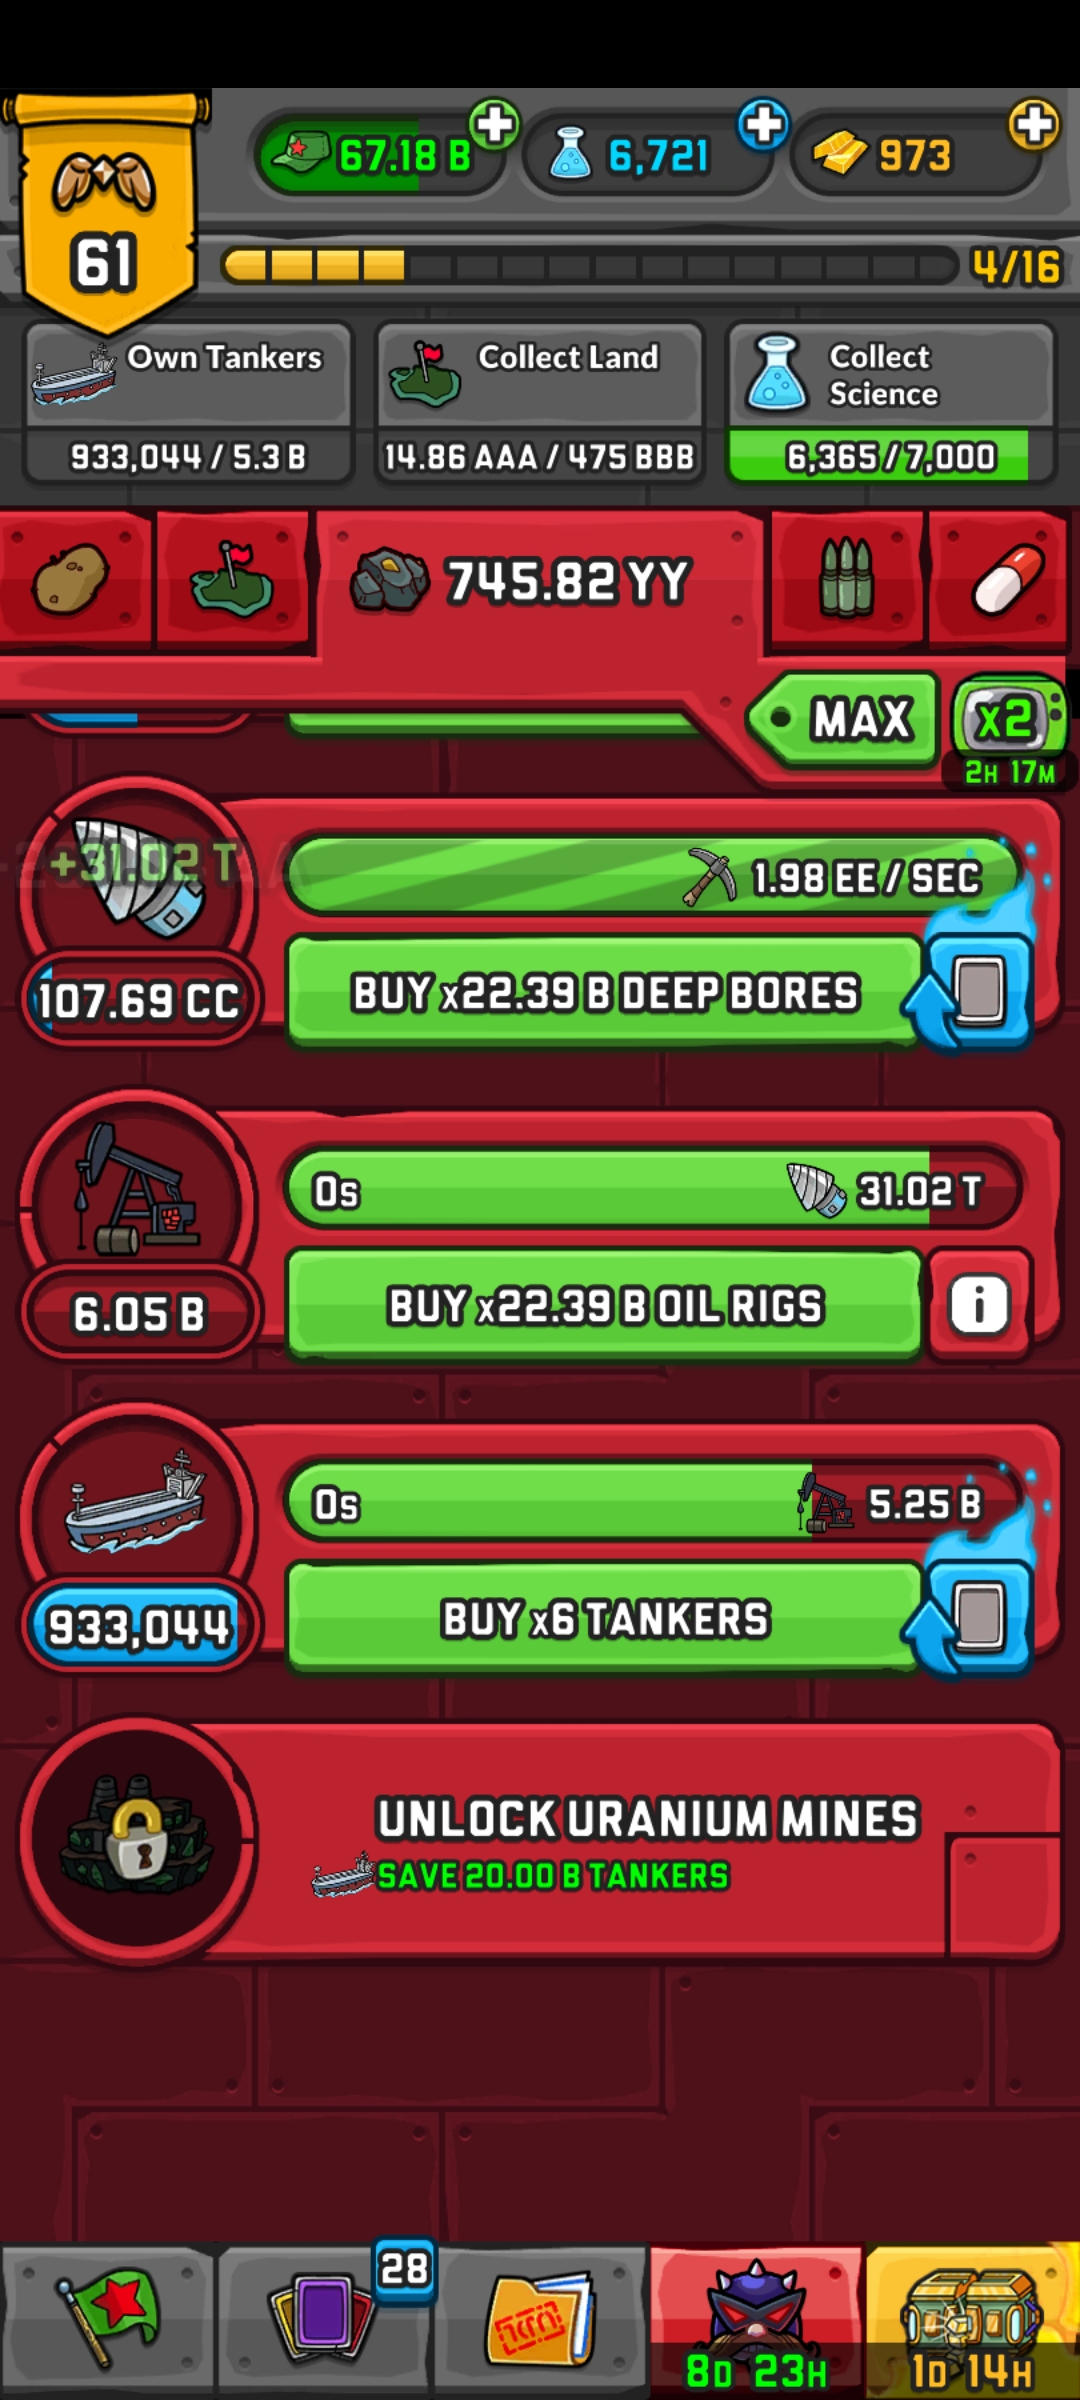 67.18 B
6,721
973
61
4/16
Own Tankers
933,044 / 5.3 B
Collect Land
14.86 AAA / 475 BBB
Collect
Science
6,365 / 7,000
745.82 YY
MAX
x2
2H 17M
+31.02 T
1.98 EE / SEC
107.69 CC
BUY x22.39 B DEEP BORES
0s
31.02 T
6.05 B
BUY x22.39 B OIL RIGS
i
0s
5.25 B
933,044
BUY x6 TANKERS
UNLOCK URANIUM MINES
SAVE 20.00 B TANKERS
28
8D 23H
1D 14H